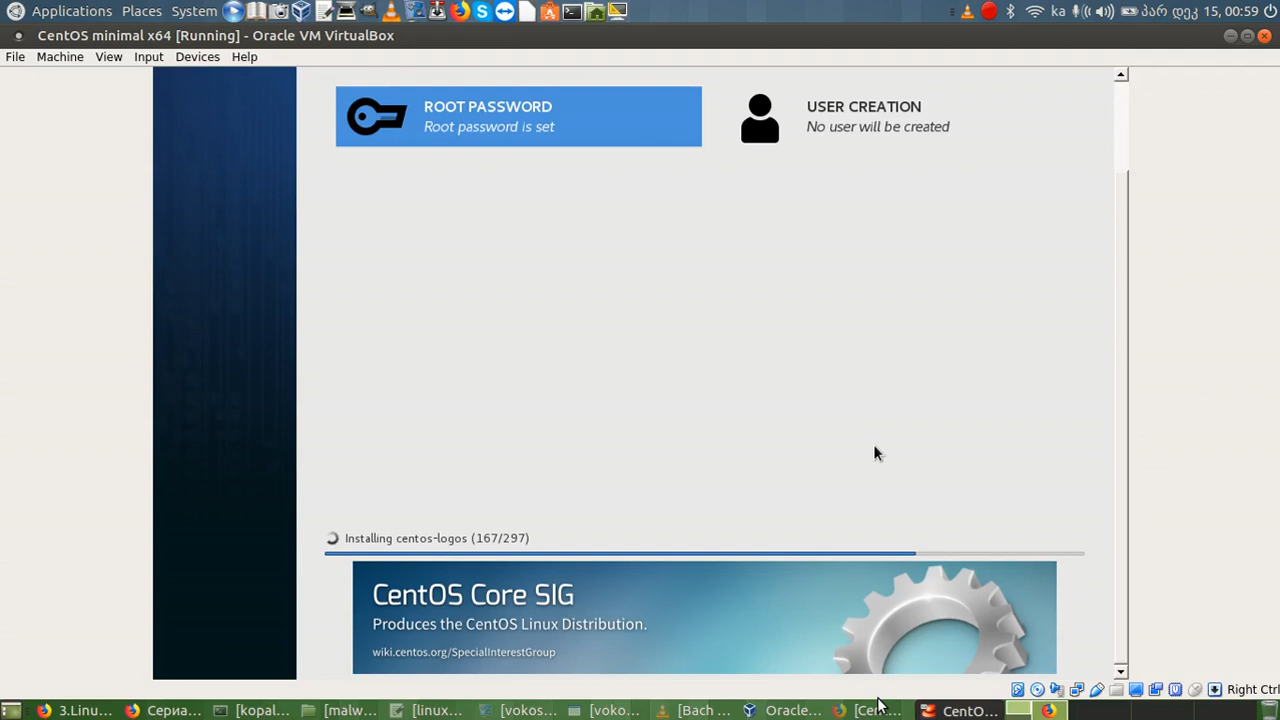 Applications Places System ka პარ დეკ 15, 00:59
CentOS minimal x64 [Running] - Oracle VM VirtualBox
File Machine View Input Devices Help
ROOT PASSWORD
Root password is set
USER CREATION
No user will be created
Installing centos-logos (167/297)
CentOS Core SIG
Produces the CentOS Linux Distribution.
wiki.centos.org/SpecialInterestGroup
Right Ctrl
3.Linu... Сериа... [kopal... [malw... [linux... [vokos... [voko... [Bach ... Oracle... [Cen... CentO...